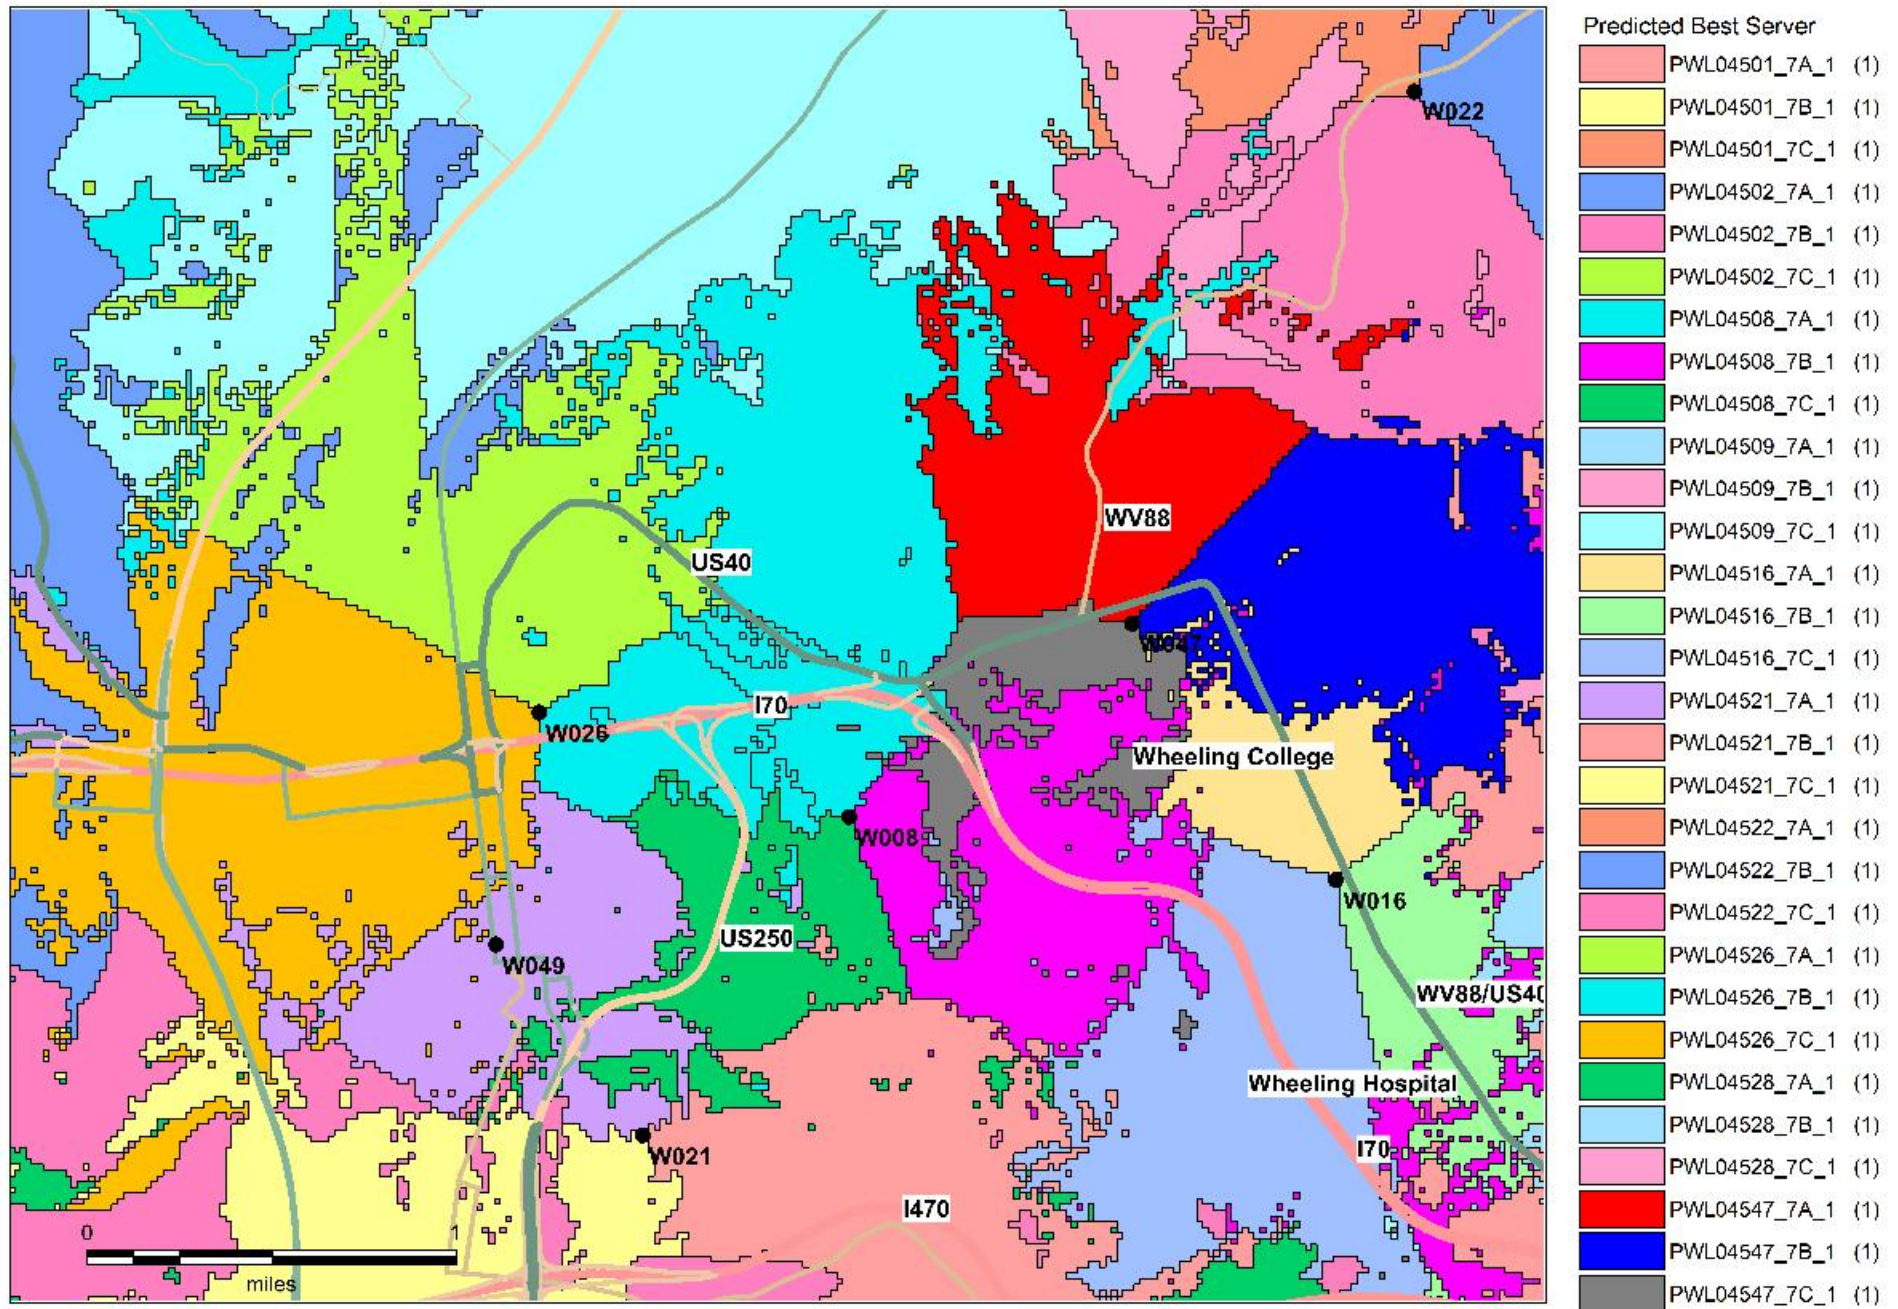 Predicted Best Server
PWL04501_7A_1 (1)
PWL04501_7B_1 (1)
PWL04501_7C_1 (1)
PWL04502_7A_1 (1)
PWL04502_7B_1 (1)
PWL04502_7C_1 (1)
PWL04508_7A_1 (1)
PWL04508_7B_1 (1)
PWL04508_7C_1 (1)
PWL04509_7A_1 (1)
PWL04509_7B_1 (1)
PWL04509_7C_1 (1)
PWL04516_7A_1 (1)
PWL04516_7B_1 (1)
PWL04516_7C_1 (1)
PWL04521_7A_1 (1)
PWL04521_7B_1 (1)
PWL04521_7C_1 (1)
PWL04522_7A_1 (1)
PWL04522_7B_1 (1)
PWL04522_7C_1 (1)
PWL04526_7A_1 (1)
PWL04526_7B_1 (1)
PWL04526_7C_1 (1)
PWL04528_7A_1 (1)
PWL04528_7B_1 (1)
PWL04528_7C_1 (1)
PWL04547_7A_1 (1)
PWL04547_7B_1 (1)
PWL04547_7C_1 (1)
W022
WV88
US40
W047
I70
W026
Wheeling College
W008
W016
US250
W049
WV88/US40
Wheeling Hospital
I70
W021
I470
0 1
miles